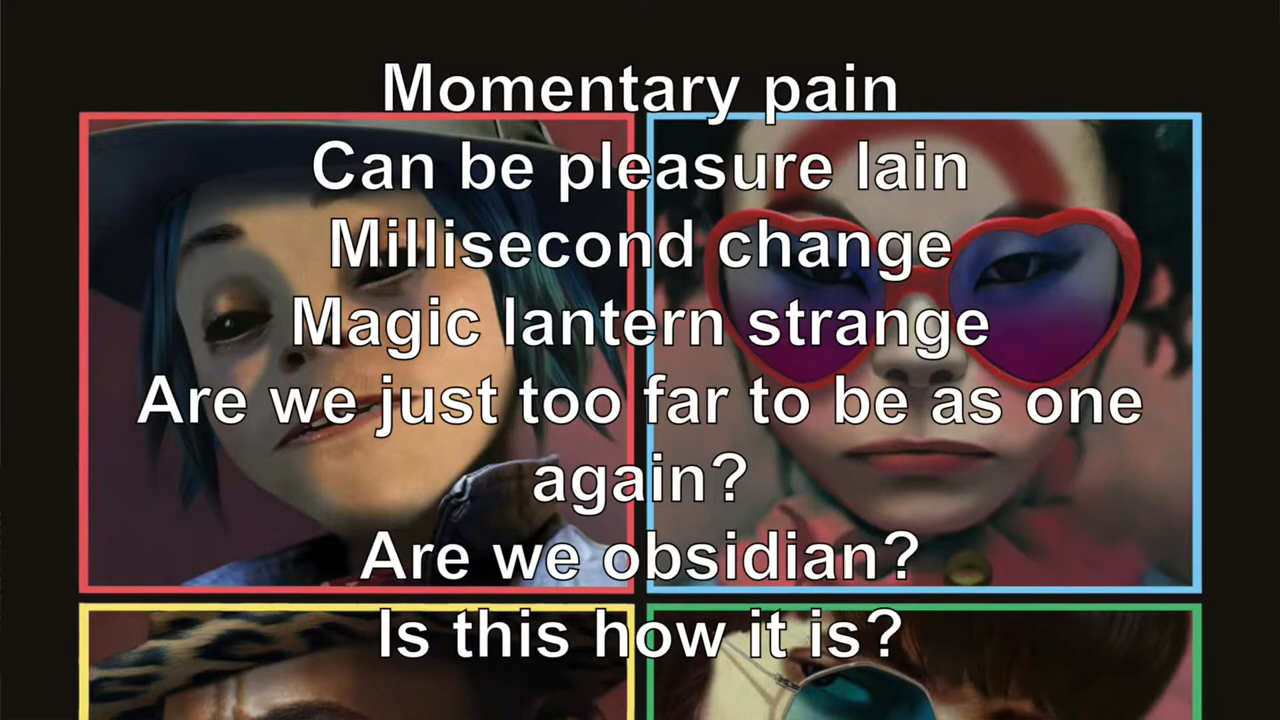 Momentary pain
Can be pleasure lain
Millisecond change
Magic lantern strange
Are we just too far to be as one
again?
Are we obsidian?
Is this how it is?